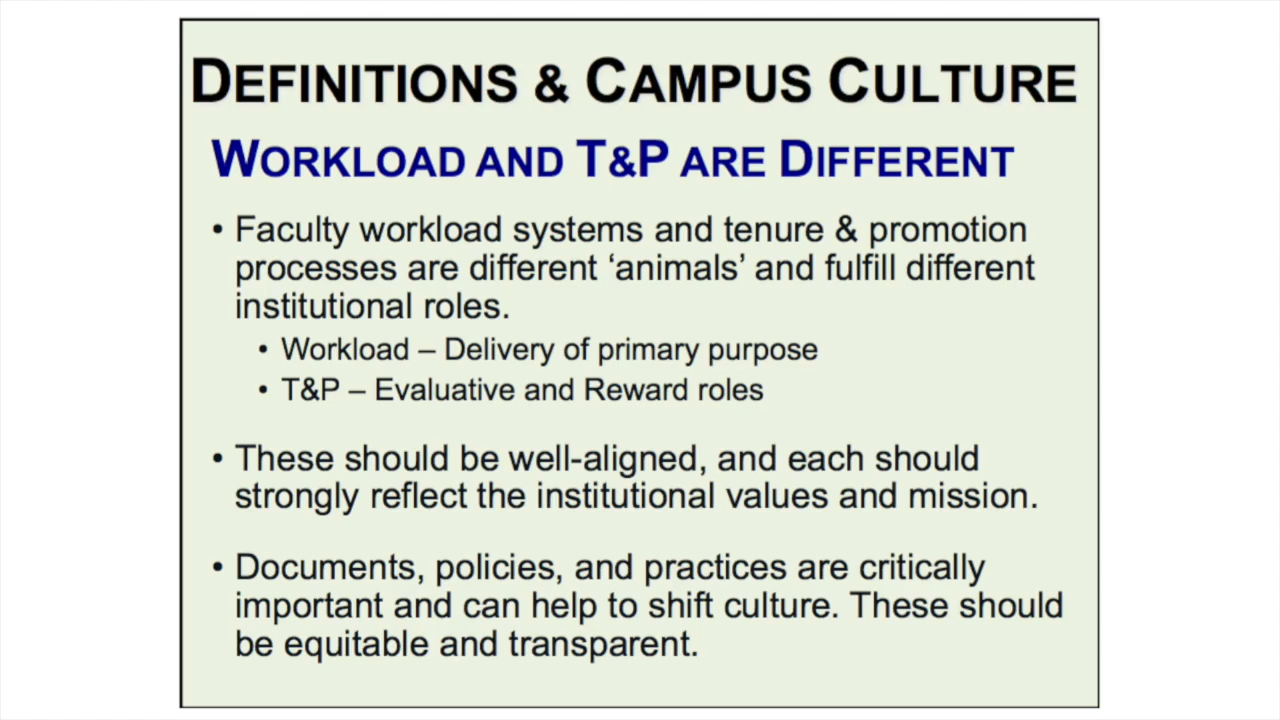 DEFINITIONS & CAMPUS CULTURE
WORKLOAD AND T&P ARE DIFFERENT
• Faculty workload systems and tenure & promotion
processes are different ‘animals’ and fulfill different
institutional roles.
• Workload – Delivery of primary purpose
• T&P – Evaluative and Reward roles
• These should be well-aligned, and each should
strongly reflect the institutional values and mission.
• Documents, policies, and practices are critically
important and can help to shift culture. These should
be equitable and transparent.